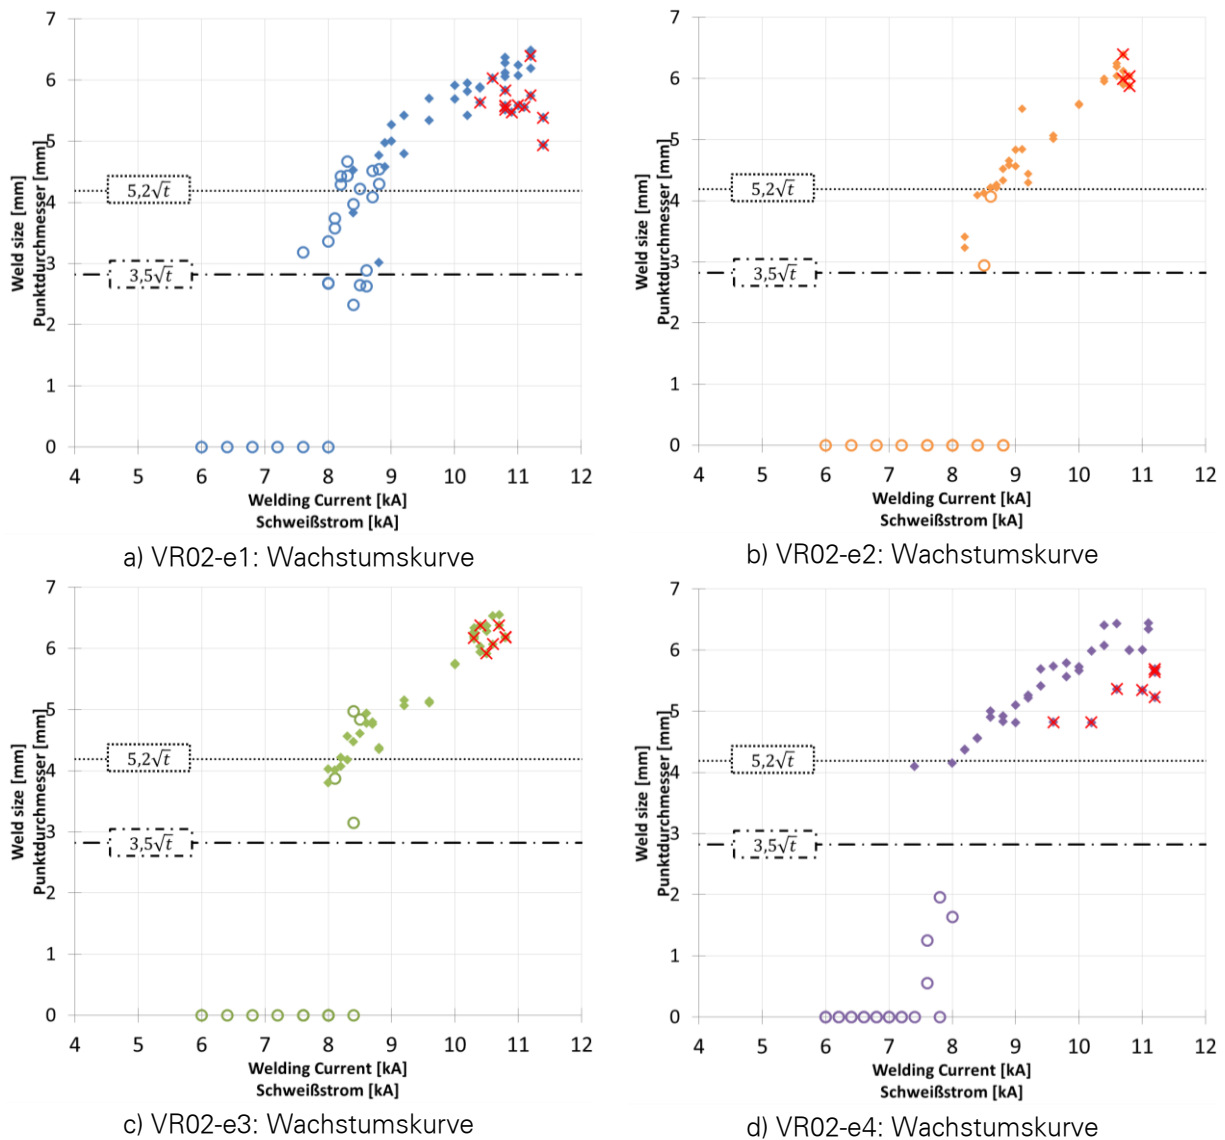 7
6
5
4
3
2
1
0
5,2√t
3,5√t
Weld size [mm]
Punktdurchmesser [mm]
4 5 6 7 8 9 10 11 12
Welding Current [kA]
Schweißstrom [kA]
a) VR02-e1: Wachstumskurve
7
6
5
4
3
2
1
0
5,2√t
3,5√t
Weld size [mm]
Punktdurchmesser [mm]
4 5 6 7 8 9 10 11 12
Welding Current [kA]
Schweißstrom [kA]
b) VR02-e2: Wachstumskurve
7
6
5
4
3
2
1
0
5,2√t
3,5√t
Weld size [mm]
Punktdurchmesser [mm]
4 5 6 7 8 9 10 11 12
Welding Current [kA]
Schweißstrom [kA]
c) VR02-e3: Wachstumskurve
7
6
5
4
3
2
1
0
5,2√t
3,5√t
Weld size [mm]
Punktdurchmesser [mm]
4 5 6 7 8 9 10 11 12
Welding Current [kA]
Schweißstrom [kA]
d) VR02-e4: Wachstumskurve